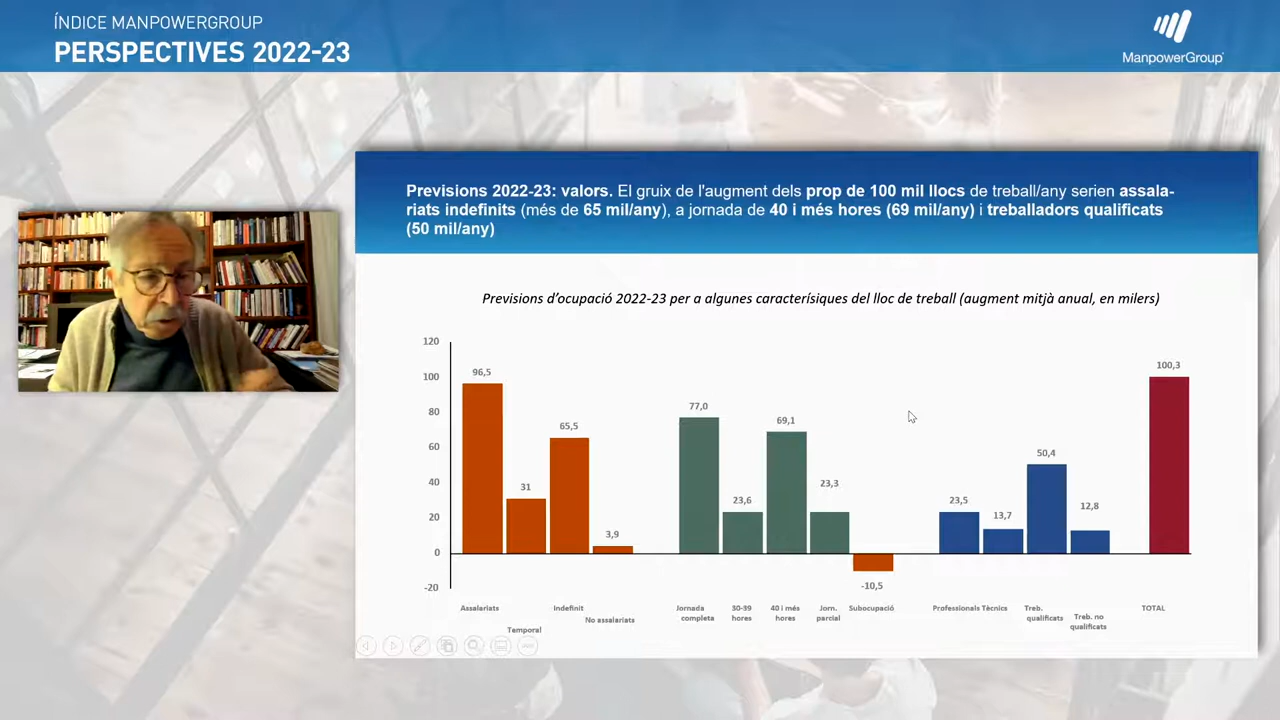 ÍNDICE MANPOWERGROUP
PERSPECTIVES 2022-23
ManpowerGroup
Previsions 2022-23: valors. El gruix de l'augment dels prop de 100 mil llocs de treball/any serien assala-
riats indefinits (més de 65 mil/any), a jornada de 40 i més hores (69 mil/any) i treballadors qualificats
(50 mil/any)
Previsions d'ocupació 2022-23 per a algunes caracterísiques del lloc de treball (augment mitjà anual, en milers)
120
100
80
60
40
20
0
-20
96,5
31
65,5
3,9
77,0
23,6
69,1
23,3
-10,5
23,5
13,7
50,4
12,8
100,3
Assalariats
Temporal
Indefinit
No assalariats
Jornada
completa
30-39
hores
40 i més
hores
Jorn.
parcial
Subocupació
Professionals
Tècnics
Treb.
qualificats
Treb. no
qualificats
TOTAL